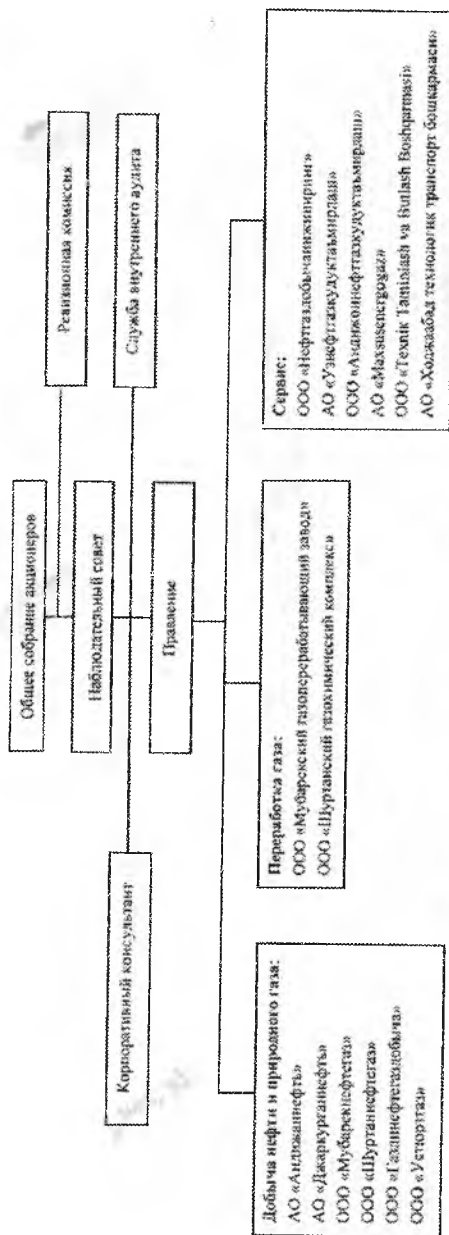 Общее собрание акционеров
Ревизионная комиссия
Наблюдательный совет
Корпоративный консультант
Служба внутреннего аудита
Правление
Добыча нефти и природного газа:
АО «Андижаннефть»
АО «Джаркурганнефть»
ООО «Мубарекнефтегаз»
ООО «Шуртаннефтегаз»
ООО «Газлинефтегаздобыча»
ООО «Устюртгаз»
Переработка газа:
ООО «Мубарекский газоперерабатывающий завод»
ООО «Шуртанский газохимический комплекс»
Сервис:
ООО «Нефтгаздобычаинжиниринг»
АО «Узнефтгазкудуктаъмирлаш»
ООО «Андижоннефтгазкудуктаъмирлаш»
АО «Maxsusenergogaz»
ООО «Texnik Taminlash va Butlash Boshqarmasi»
АО «Ходжаабад технологик транспорт бошкармаси»